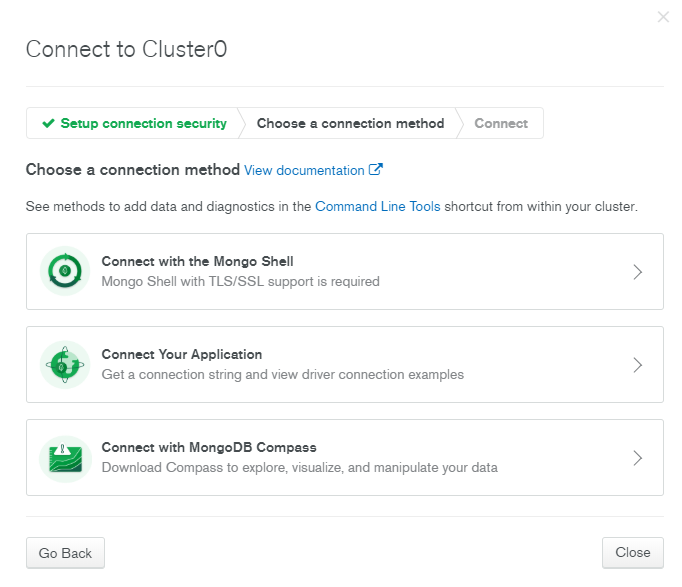 Connect to Cluster0
Setup connection security
Choose a connection method
Connect
Choose a connection method View documentation
See methods to add data and diagnostics in the Command Line Tools shortcut from within your cluster.
Connect with the Mongo Shell
Mongo Shell with TLS/SSL support is required
Connect Your Application
Get a connection string and view driver connection examples
Connect with MongoDB Compass
Download Compass to explore, visualize, and manipulate your data
Go Back
Close